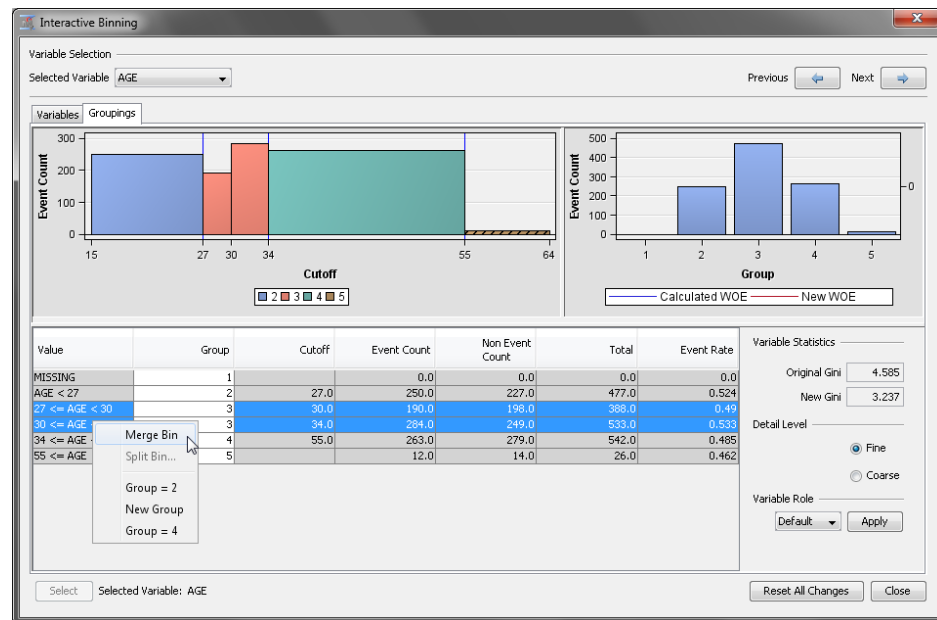 Interactive Binning
Variable Selection
Selected Variable AGE
Previous Next
Variables Groupings
Event Count
300
200
100
0
15 27 30 34 55 64
Cutoff
2 3 4 5
Event Count
500
400
300
200
100
0
0
1 2 3 4 5
Group
Calculated WOE New WOE
Value Group Cutoff Event Count Non Event Count Total Event Rate
MISSING 1 0.0 0.0 0.0 0.0
AGE < 27 2 27.0 250.0 227.0 477.0 0.524
27 <= AGE < 30 3 30.0 190.0 198.0 388.0 0.49
30 <= AGE 3 34.0 284.0 249.0 533.0 0.533
34 <= AGE 4 55.0 263.0 279.0 542.0 0.485
55 <= AGE 5 12.0 14.0 26.0 0.462
Merge Bin
Split Bin...
Group = 2
New Group
Group = 4
Variable Statistics
Original Gini 4.585
New Gini 3.237
Detail Level
Fine
Coarse
Variable Role
Default Apply
Select Selected Variable: AGE
Reset All Changes Close